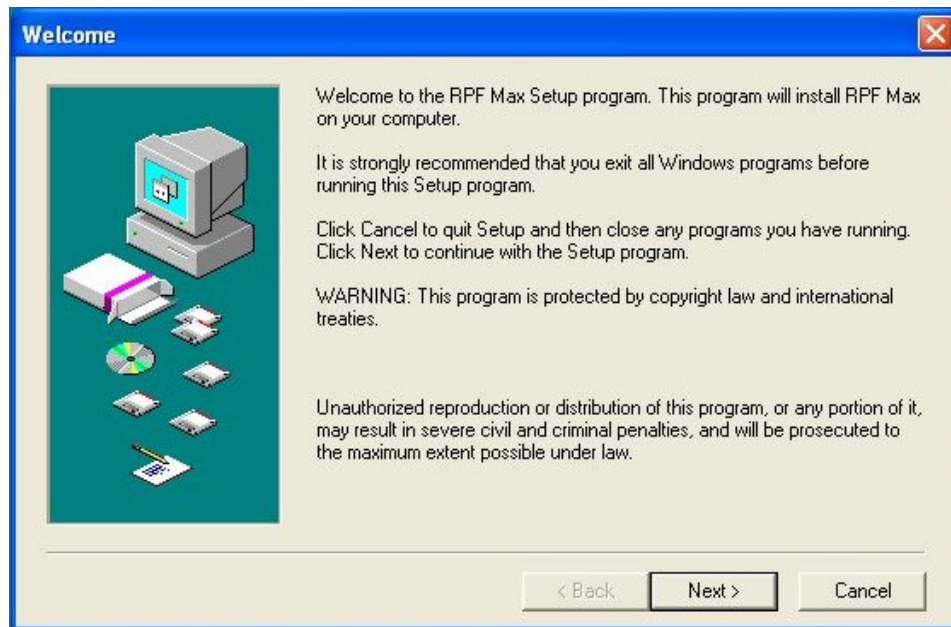 Welcome
Welcome to the RPF Max Setup program. This program will install RPF Max
on your computer.
It is strongly recommended that you exit all Windows programs before
running this Setup program.
Click Cancel to quit Setup and then close any programs you have running.
Click Next to continue with the Setup program.
WARNING: This program is protected by copyright law and international
treaties.
Unauthorized reproduction or distribution of this program, or any portion of it,
may result in severe civil and criminal penalties, and will be prosecuted to
the maximum extent possible under law.
< Back Next > Cancel